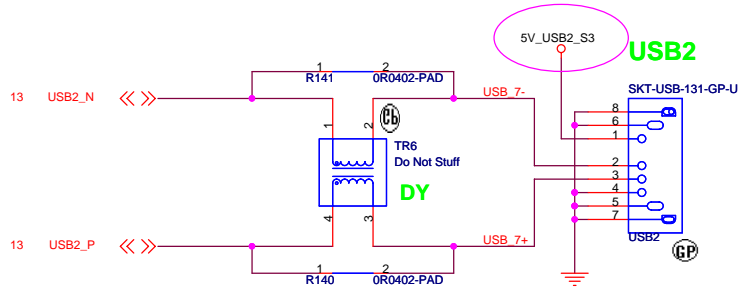 5V_USB2_S3
USB2
1 2
R141 0R0402-PAD
13 USB2_N
USB_7-
SKT-USB-131-GP-U
8
6
1
1 2
TR6
Do Not Stuff
DY
2
3
4
5
7
4 3
13 USB2_P
USB_7+
USB2
GP
1 2
R140 0R0402-PAD